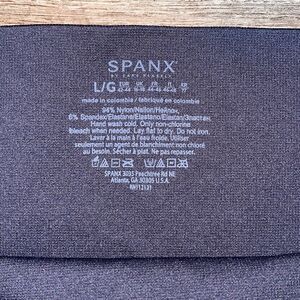 SPANX®
BY SARA BLAKELY
L/G
made in colombia / fabriqué en colombie
94% Nylon/Nailon/Нейлон,
6% Spandex/Elastane/Elastano/Elastan/Эластан.
Hand wash cold. Only non-chlorine
bleach when needed. Lay flat to dry. Do not iron.
Laver à la main à l'eau froide. Utiliser
seulement un agent de blanchiment non chloré
au besoin. Sécher à plat. Ne pas repasser.
SPANX 3035 Peachtree Rd NE
Atlanta, GA 30305 U.S.A.